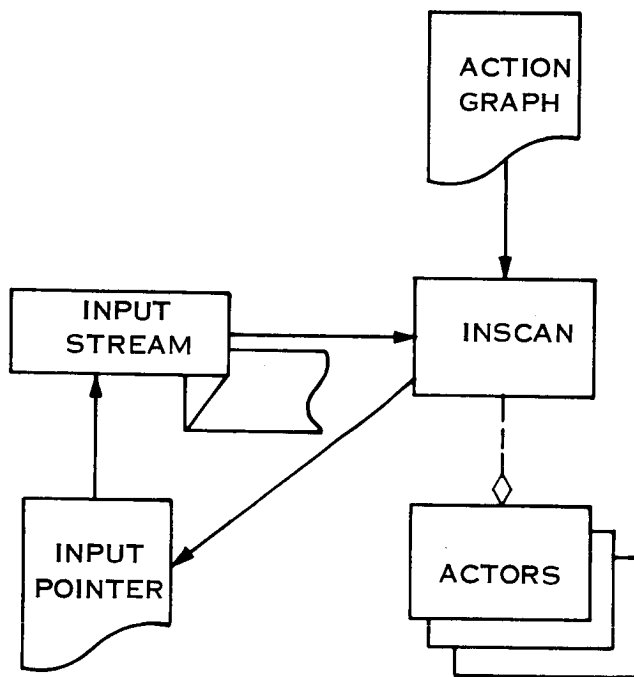 ACTION
GRAPH
INPUT
STREAM
INSCAN
INPUT
POINTER
ACTORS